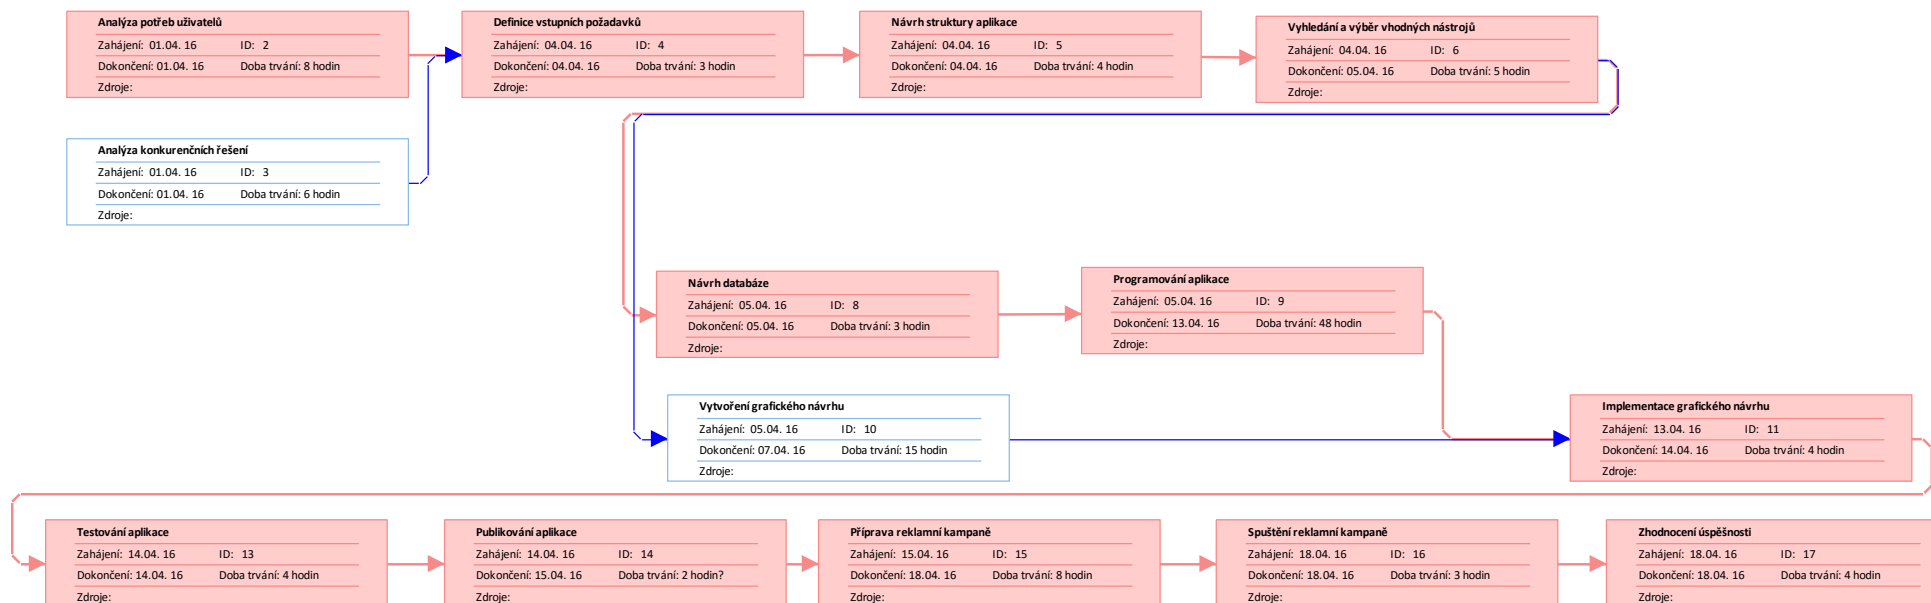 Analýza potřeb uživatelů
Zahájení: 01.04. 16 ID: 2
Dokončení: 01.04. 16 Doba trvání: 8 hodin
Zdroje:
Definice vstupních požadavků
Zahájení: 04.04. 16 ID: 4
Dokončení: 04.04. 16 Doba trvání: 3 hodin
Zdroje:
Návrh struktury aplikace
Zahájení: 04.04. 16 ID: 5
Dokončení: 04.04. 16 Doba trvání: 4 hodin
Zdroje:
Vyhledání a výběr vhodných nástrojů
Zahájení: 04.04. 16 ID: 6
Dokončení: 05.04. 16 Doba trvání: 5 hodin
Zdroje:
Analýza konkurenčních řešení
Zahájení: 01.04. 16 ID: 3
Dokončení: 01.04. 16 Doba trvání: 6 hodin
Zdroje:
Návrh databáze
Zahájení: 05.04. 16 ID: 8
Dokončení: 05.04. 16 Doba trvání: 3 hodin
Zdroje:
Programování aplikace
Zahájení: 05.04. 16 ID: 9
Dokončení: 13.04. 16 Doba trvání: 48 hodin
Zdroje:
Vytvoření grafického návrhu
Zahájení: 05.04. 16 ID: 10
Dokončení: 07.04. 16 Doba trvání: 15 hodin
Zdroje:
Implementace grafického návrhu
Zahájení: 13.04. 16 ID: 11
Dokončení: 14.04. 16 Doba trvání: 4 hodin
Zdroje:
Testování aplikace
Zahájení: 14.04. 16 ID: 13
Dokončení: 14.04. 16 Doba trvání: 4 hodin
Zdroje:
Publikování aplikace
Zahájení: 14.04. 16 ID: 14
Dokončení: 15.04. 16 Doba trvání: 2 hodin?
Zdroje:
Příprava reklamní kampaně
Zahájení: 15.04. 16 ID: 15
Dokončení: 18.04. 16 Doba trvání: 8 hodin
Zdroje:
Spuštění reklamní kampaně
Zahájení: 18.04. 16 ID: 16
Dokončení: 18.04. 16 Doba trvání: 3 hodin
Zdroje:
Zhodnocení úspěšnosti
Zahájení: 18.04. 16 ID: 17
Dokončení: 18.04. 16 Doba trvání: 4 hodin
Zdroje: